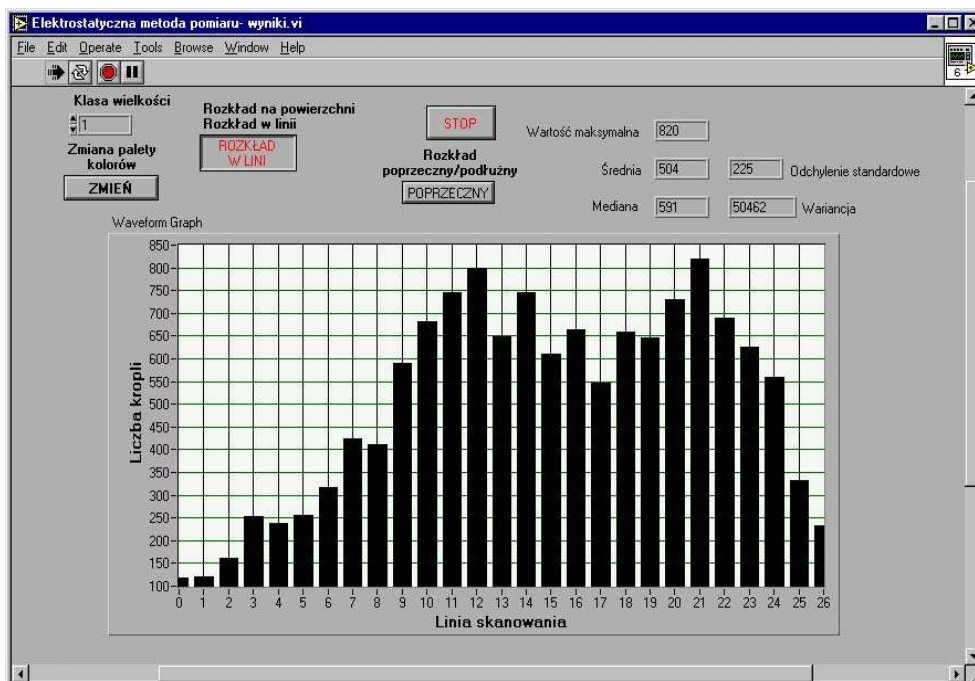 Elektrostatyczna metoda pomiaru- wyniki.vi
File Edit Operate Tools Browse Window Help
6
Klasa wielkości
1
Zmiana palety
kolorów
ZMIEŃ
Rozkład na powierzchni
Rozkład w linii
ROZKŁAD
W LINI
STOP
Rozkład
poprzeczny/podłużny
POPRZECZNY
Wartość maksymalna 820
Średnia 504 225 Odchylenie standardowe
Mediana 591 50462 Wariancja
Waveform Graph
Liczba kropli
850
800
750
700
650
600
550
500
450
400
350
300
250
200
150
100
0 1 2 3 4 5 6 7 8 9 10 11 12 13 14 15 16 17 18 19 20 21 22 23 24 25 26
Linia skanowania